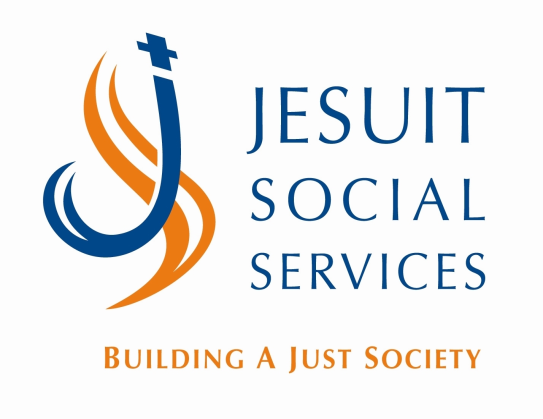 JESUIT
SOCIAL
SERVICES
BUILDING A JUST SOCIETY